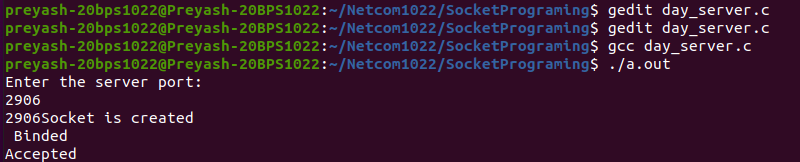 preyash-20bps1022@Preyash-20BPS1022:~/Netcom1022/SocketPrograming$ gedit day_server.c
preyash-20bps1022@Preyash-20BPS1022:~/Netcom1022/SocketPrograming$ gedit day_server.c
preyash-20bps1022@Preyash-20BPS1022:~/Netcom1022/SocketPrograming$ gcc day_server.c
preyash-20bps1022@Preyash-20BPS1022:~/Netcom1022/SocketPrograming$ ./a.out
Enter the server port:
2906
2906Socket is created
 Binded
Accepted